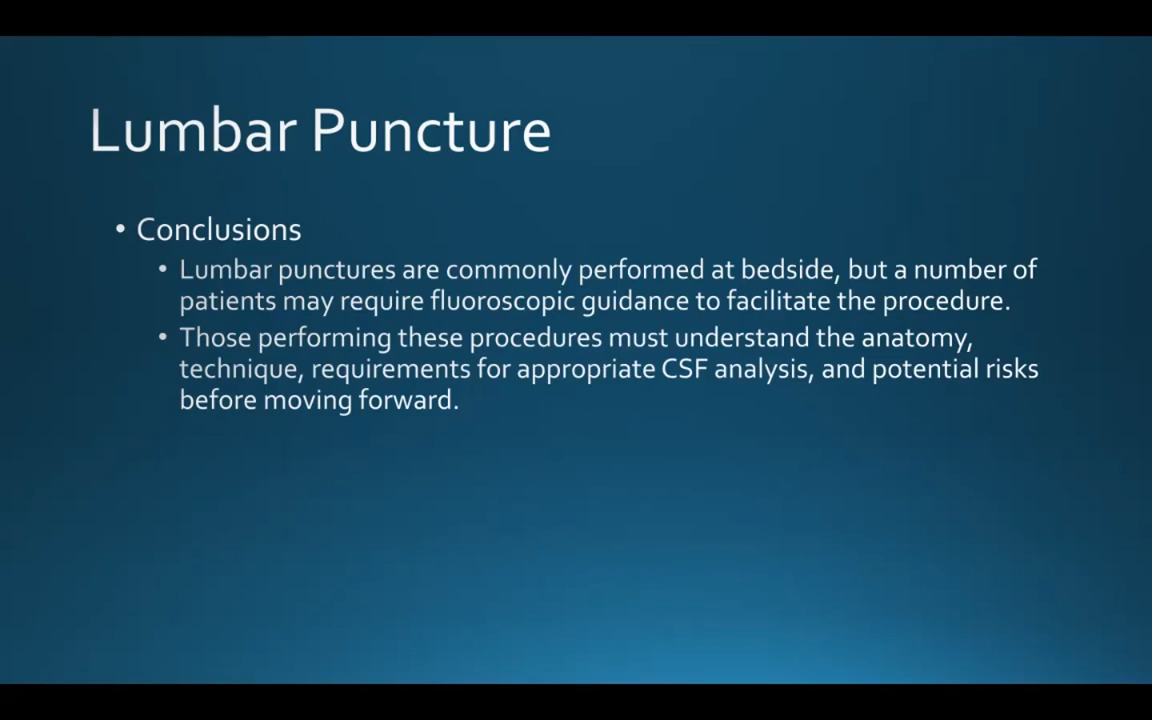 Lumbar Puncture
• Conclusions
• Lumbar punctures are commonly performed at bedside, but a number of
patients may require fluoroscopic guidance to facilitate the procedure.
• Those performing these procedures must understand the anatomy,
technique, requirements for appropriate CSF analysis, and potential risks
before moving forward.